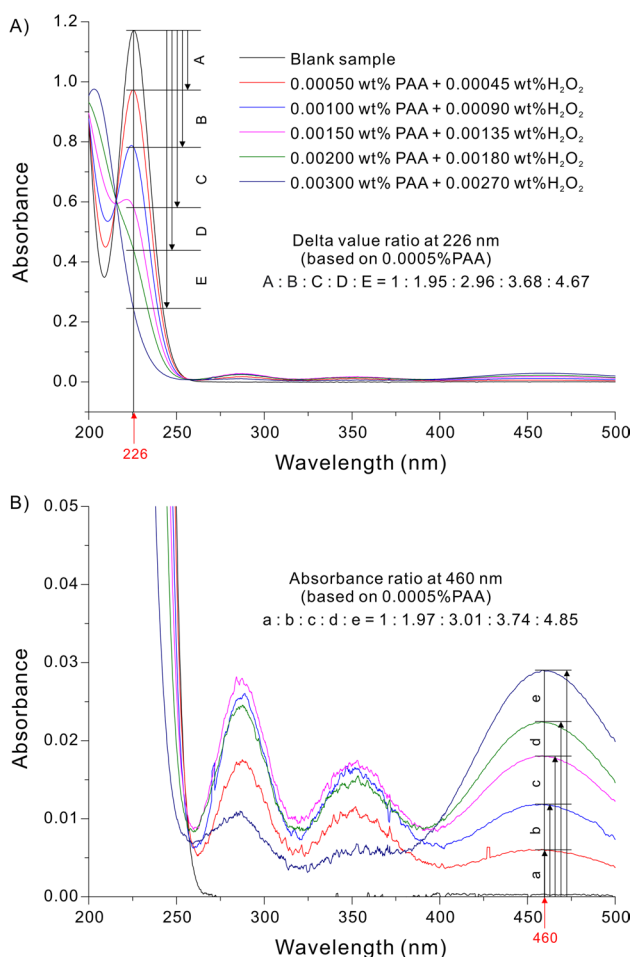 A)
Absorbance
1.2
1.0
0.8
0.6
0.4
0.2
0.0
A
B
C
D
E
Blank sample
0.00050 wt% PAA + 0.00045 wt%H₂O₂
0.00100 wt% PAA + 0.00090 wt%H₂O₂
0.00150 wt% PAA + 0.00135 wt%H₂O₂
0.00200 wt% PAA + 0.00180 wt%H₂O₂
0.00300 wt% PAA + 0.00270 wt%H₂O₂
Delta value ratio at 226 nm
(based on 0.0005%PAA)
A : B : C : D : E = 1 : 1.95 : 2.96 : 3.68 : 4.67
200 250 300 350 400 450 500
226
Wavelength (nm)
B)
Absorbance
0.05
0.04
0.03
0.02
0.01
0.00
Absorbance ratio at 460 nm
(based on 0.0005%PAA)
a : b : c : d : e = 1 : 1.97 : 3.01 : 3.74 : 4.85
e
d
c
b
a
200 250 300 350 400 450 500
460
Wavelength (nm)